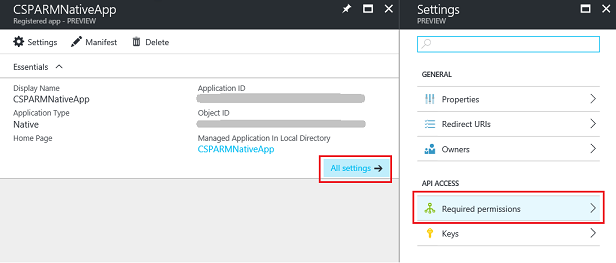 CSPARMNativeApp
Registered app - PREVIEW
Settings
Manifest
Delete
Essentials
Display Name
CSPARMNativeApp
Application Type
Native
Home Page
Application ID
Object ID
Managed Application In Local Directory
CSPARMNativeApp
All settings
Settings
PREVIEW
GENERAL
Properties
Redirect URIs
Owners
API ACCESS
Required permissions
Keys